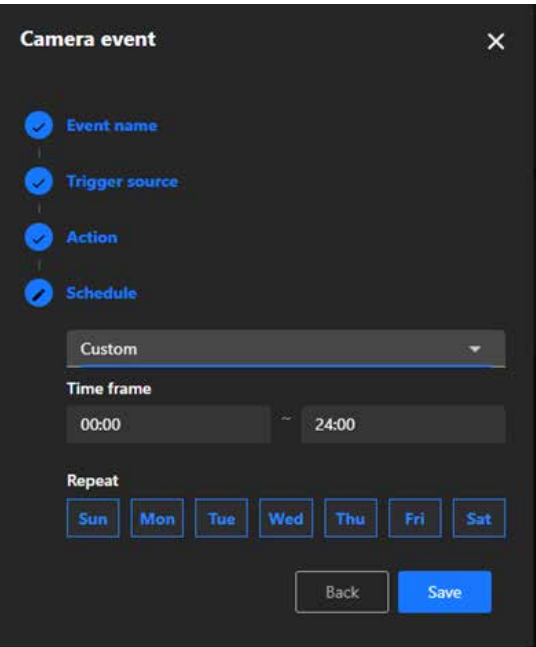 Camera event
Event name
Trigger source
Action
Schedule
Custom
Time frame
00:00 ~ 24:00
Repeat
Sun Mon Tue Wed Thu Fri Sat
Back Save